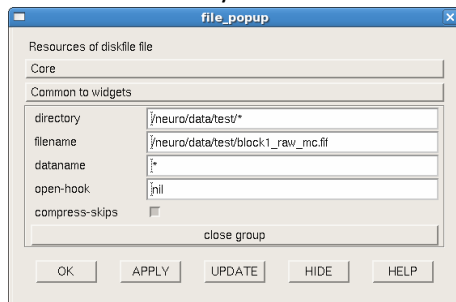 file_popup
Resources of diskfile file
Core
Common to widgets
directory /neuro/data/test/*
filename /neuro/data/test/block1_raw_mc.fif
dataname *
open-hook nil
compress-skips
close group
OK APPLY UPDATE HIDE HELP